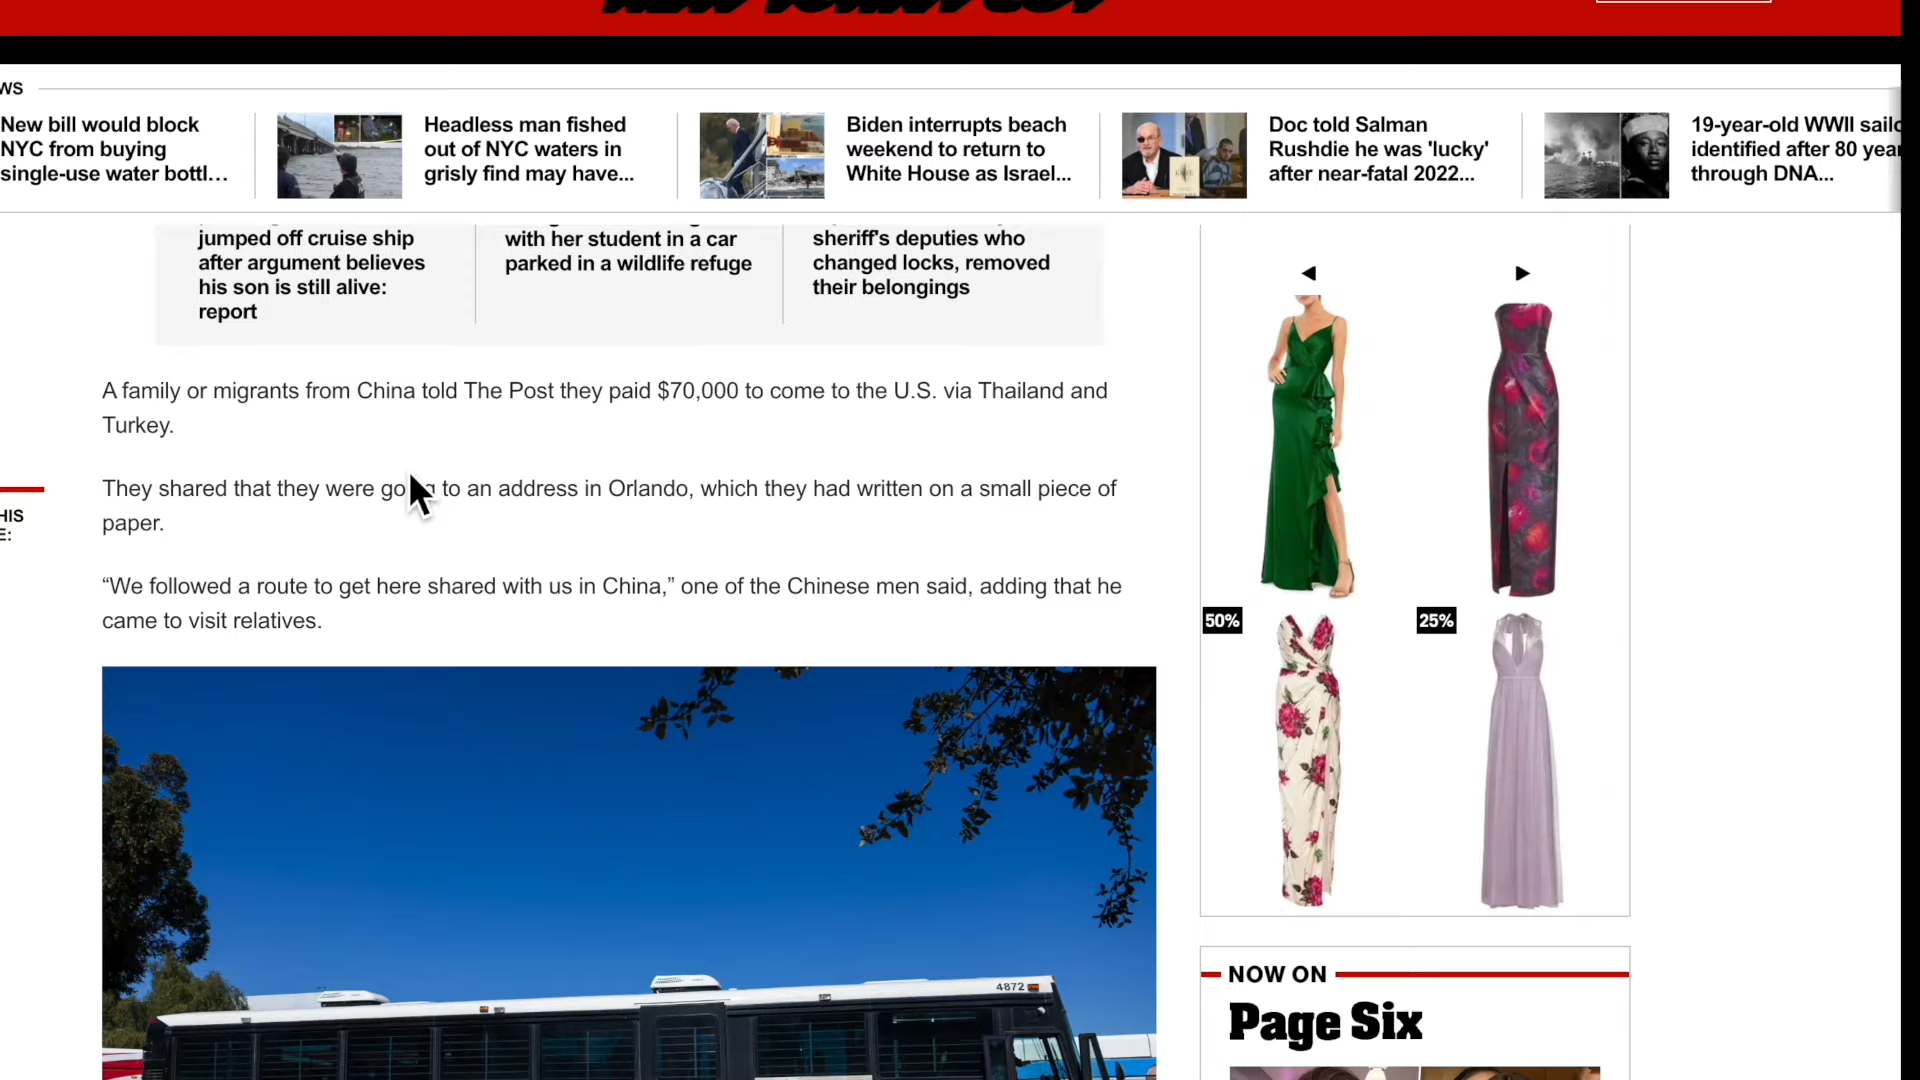 NEW YORK POST
WS
New bill would block
NYC from buying
single-use water bottl...
Headless man fished
out of NYC waters in
grisly find may have...
Biden interrupts beach
weekend to return to
White House as Israel...
Doc told Salman
Rushdie he was 'lucky'
after near-fatal 2022...
19-year-old WWII sailo
identified after 80 year
through DNA...
jumped off cruise ship
after argument believes
his son is still alive:
report
with her student in a car
parked in a wildlife refuge
sheriff's deputies who
changed locks, removed
their belongings
A family or migrants from China told The Post they paid $70,000 to come to the U.S. via Thailand and
Turkey.
They shared that they were going to an address in Orlando, which they had written on a small piece of
paper.
“We followed a route to get here shared with us in China,” one of the Chinese men said, adding that he
came to visit relatives.
HIS
E:
4872
50%
25%
NOW ON
Page Six